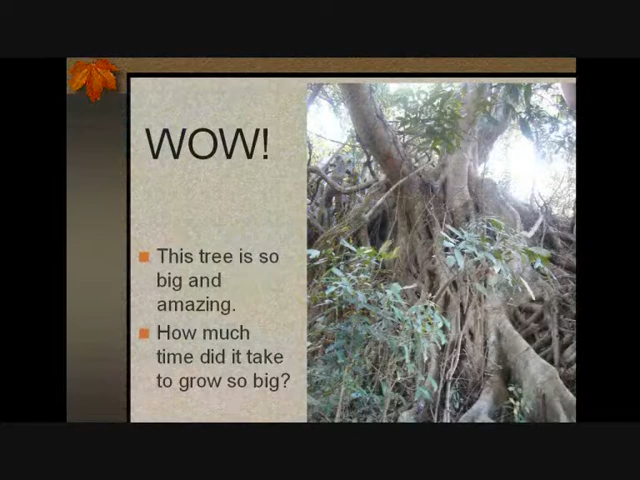 WOW!
This tree is so
big and
amazing.
How much
time did it take
to grow so big?